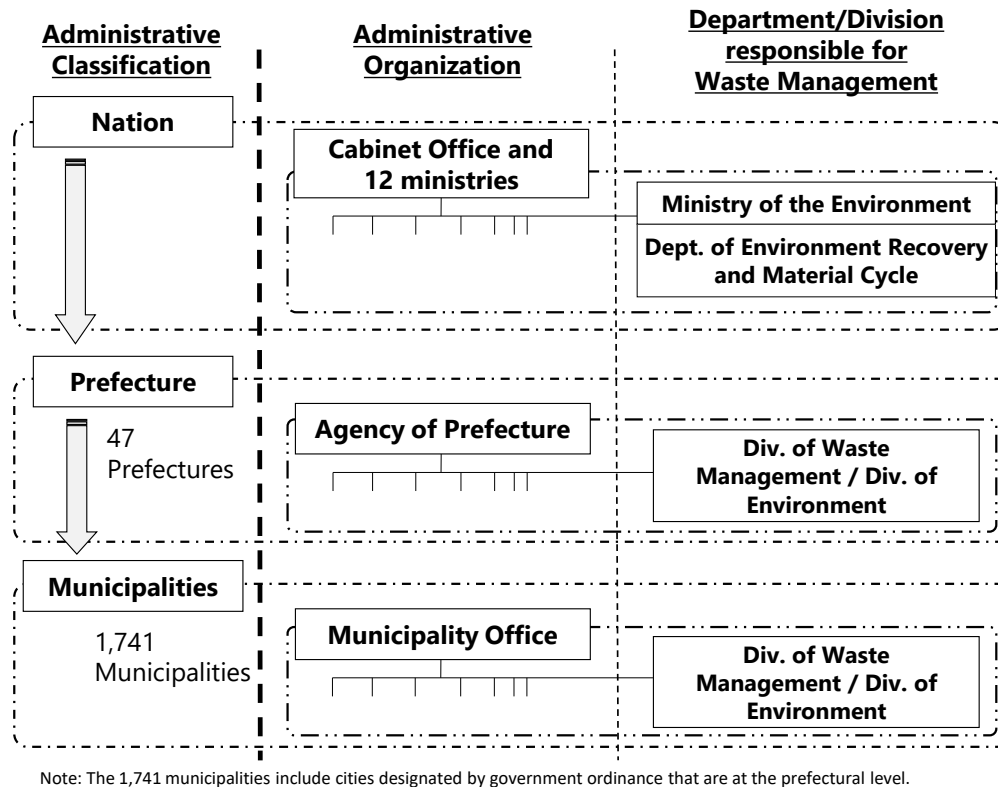 Administrative
Classification
Administrative
Organization
Department/Division
responsible for
Waste Management
Nation
Cabinet Office and
12 ministries
Ministry of the Environment
Dept. of Environment Recovery
and Material Cycle
Prefecture
47
Prefectures
Agency of Prefecture
Div. of Waste
Management / Div. of
Environment
Municipalities
1,741
Municipalities
Municipality Office
Div. of Waste
Management / Div. of
Environment
Note: The 1,741 municipalities include cities designated by government ordinance that are at the prefectural level.